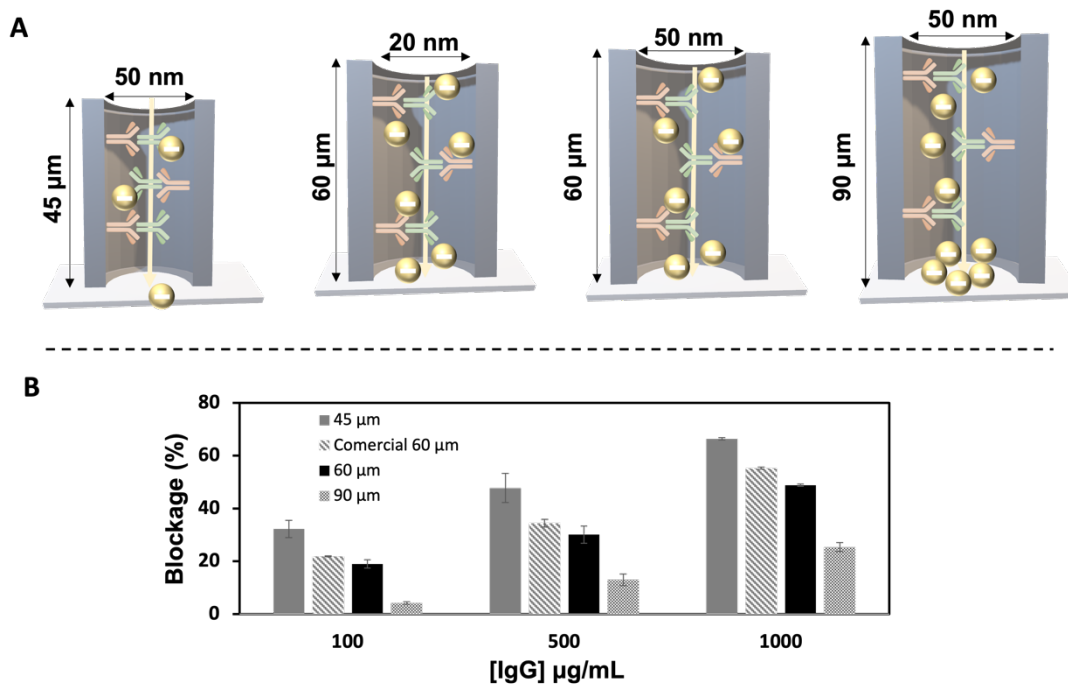 A
50 nm
20 nm
50 nm
50 nm
45 µm
60 µm
60 µm
90 µm
B
Blockage (%)
80
60
40
20
0
45 µm
Comercial 60 µm
60 µm
90 µm
100
500
1000
[IgG] µg/mL